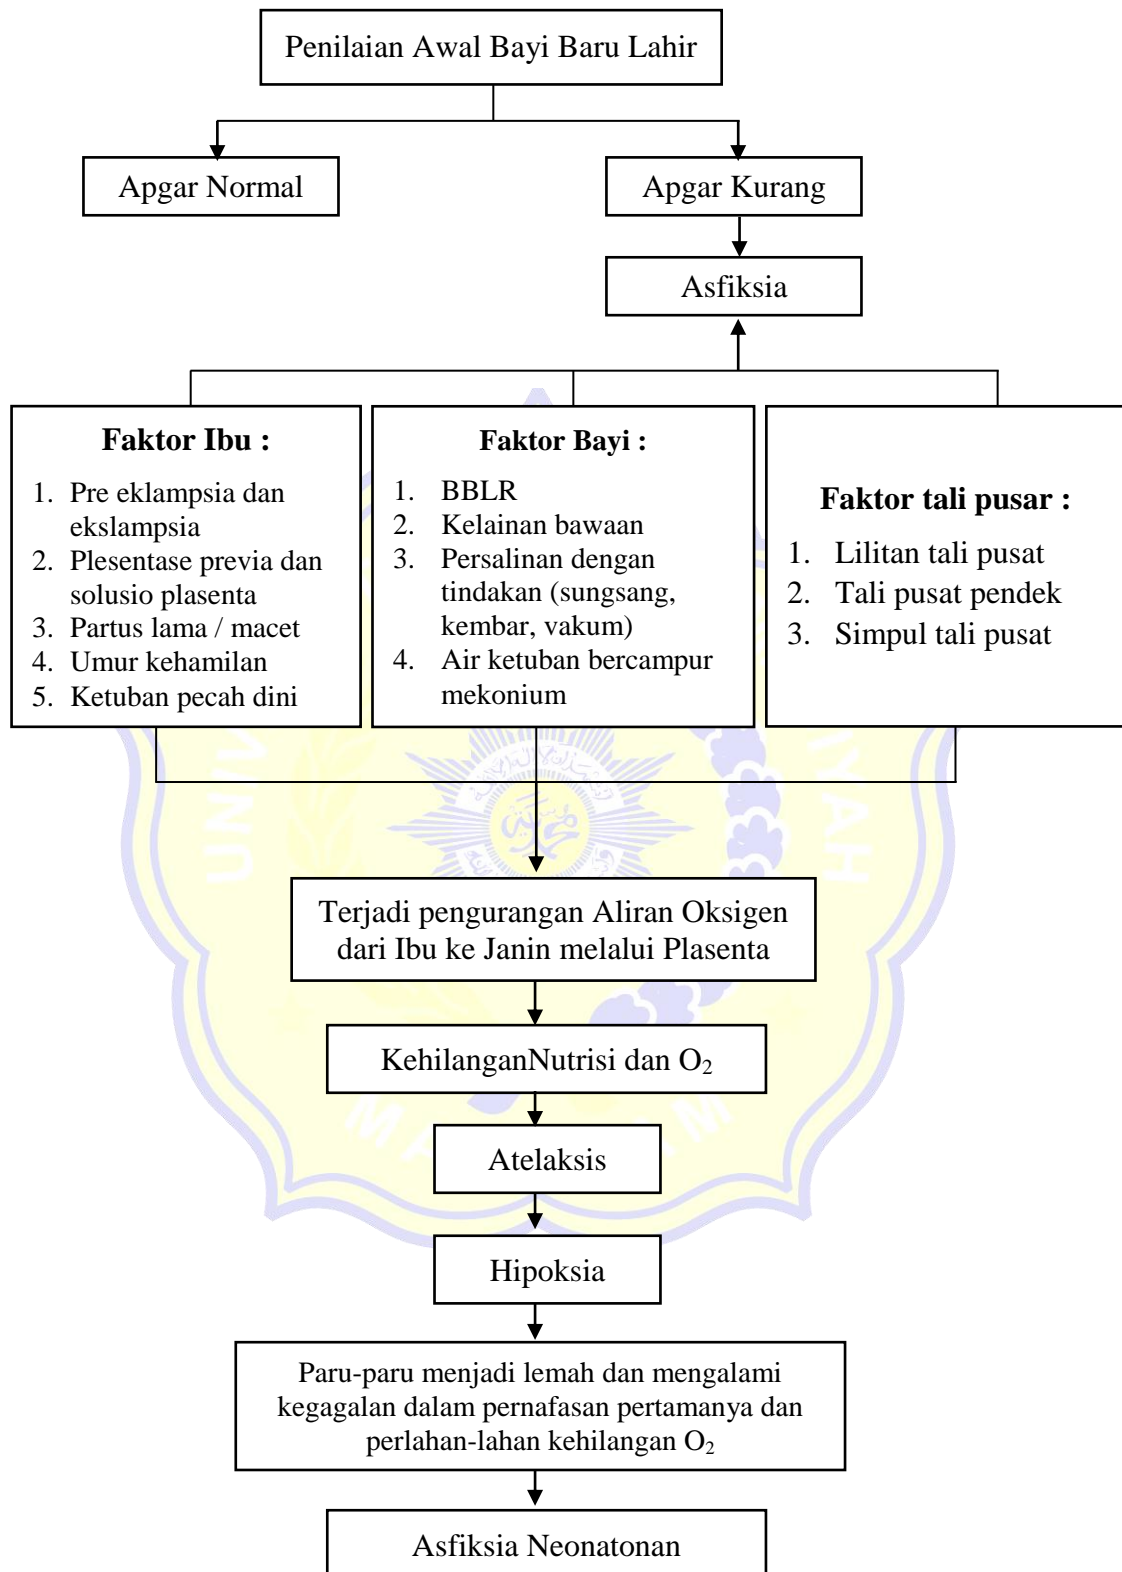 Penilaian Awal Bayi Baru Lahir
Apgar Normal
Apgar Kurang
Asfiksia
Faktor Ibu :
1. Pre eklampsia dan
ekslampsia
2. Plesentase previa dan
solusio plasenta
3. Partus lama / macet
4. Umur kehamilan
5. Ketuban pecah dini
Faktor Bayi :
1. BBLR
2. Kelainan bawaan
3. Persalinan dengan
tindakan (sungsang,
kembar, vakum)
4. Air ketuban bercampur
mekonium
Faktor tali pusar :
1. Lilitan tali pusat
2. Tali pusat pendek
3. Simpul tali pusat
Terjadi pengurangan Aliran Oksigen
dari Ibu ke Janin melalui Plasenta
KehilanganNutrisi dan O₂
Atelaksis
Hipoksia
Paru-paru menjadi lemah dan mengalami
kegagalan dalam pernafasan pertamanya dan
perlahan-lahan kehilangan O₂
Asfiksia Neonatonan